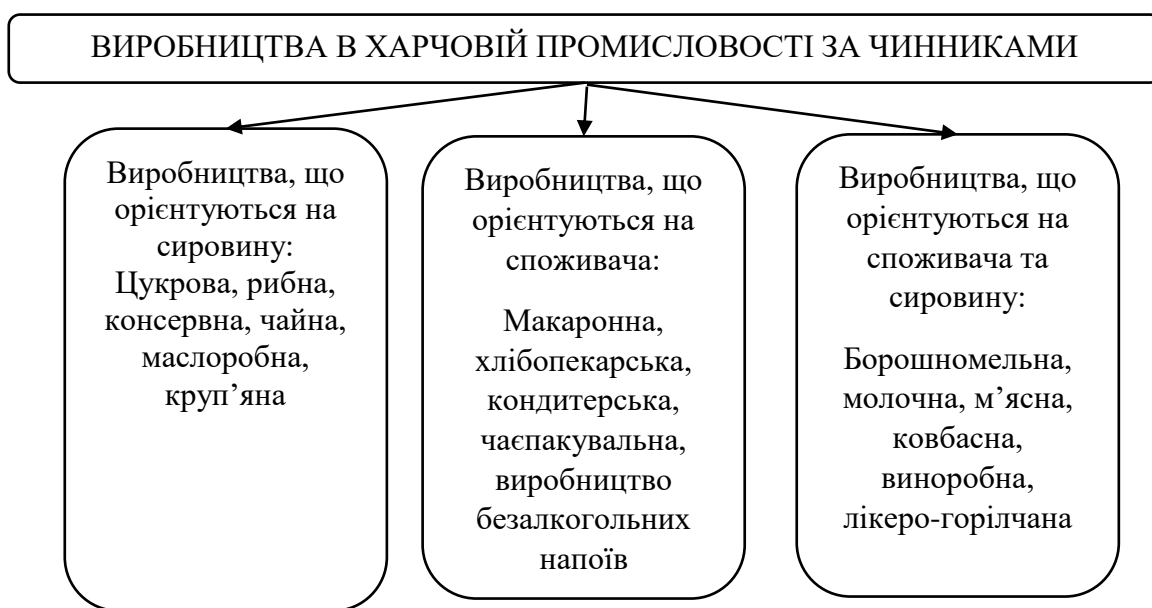 ВИРОБНИЦТВА В ХАРЧОВІЙ ПРОМИСЛОВОСТІ ЗА ЧИННИКАМИ
Виробництва, що
орієнтуються на
сировину:
Цукрова, рибна,
консервна, чайна,
маслоробна,
круп’яна
Виробництва, що
орієнтуються на
споживача:
Макаронна,
хлібопекарська,
кондитерська,
чаєпакувальна,
виробництво
безалкогольних
напоїв
Виробництва, що
орієнтуються на
споживача та
сировину:
Борошномельна,
молочна, м’ясна,
ковбасна,
виноробна,
лікеро-горілчана